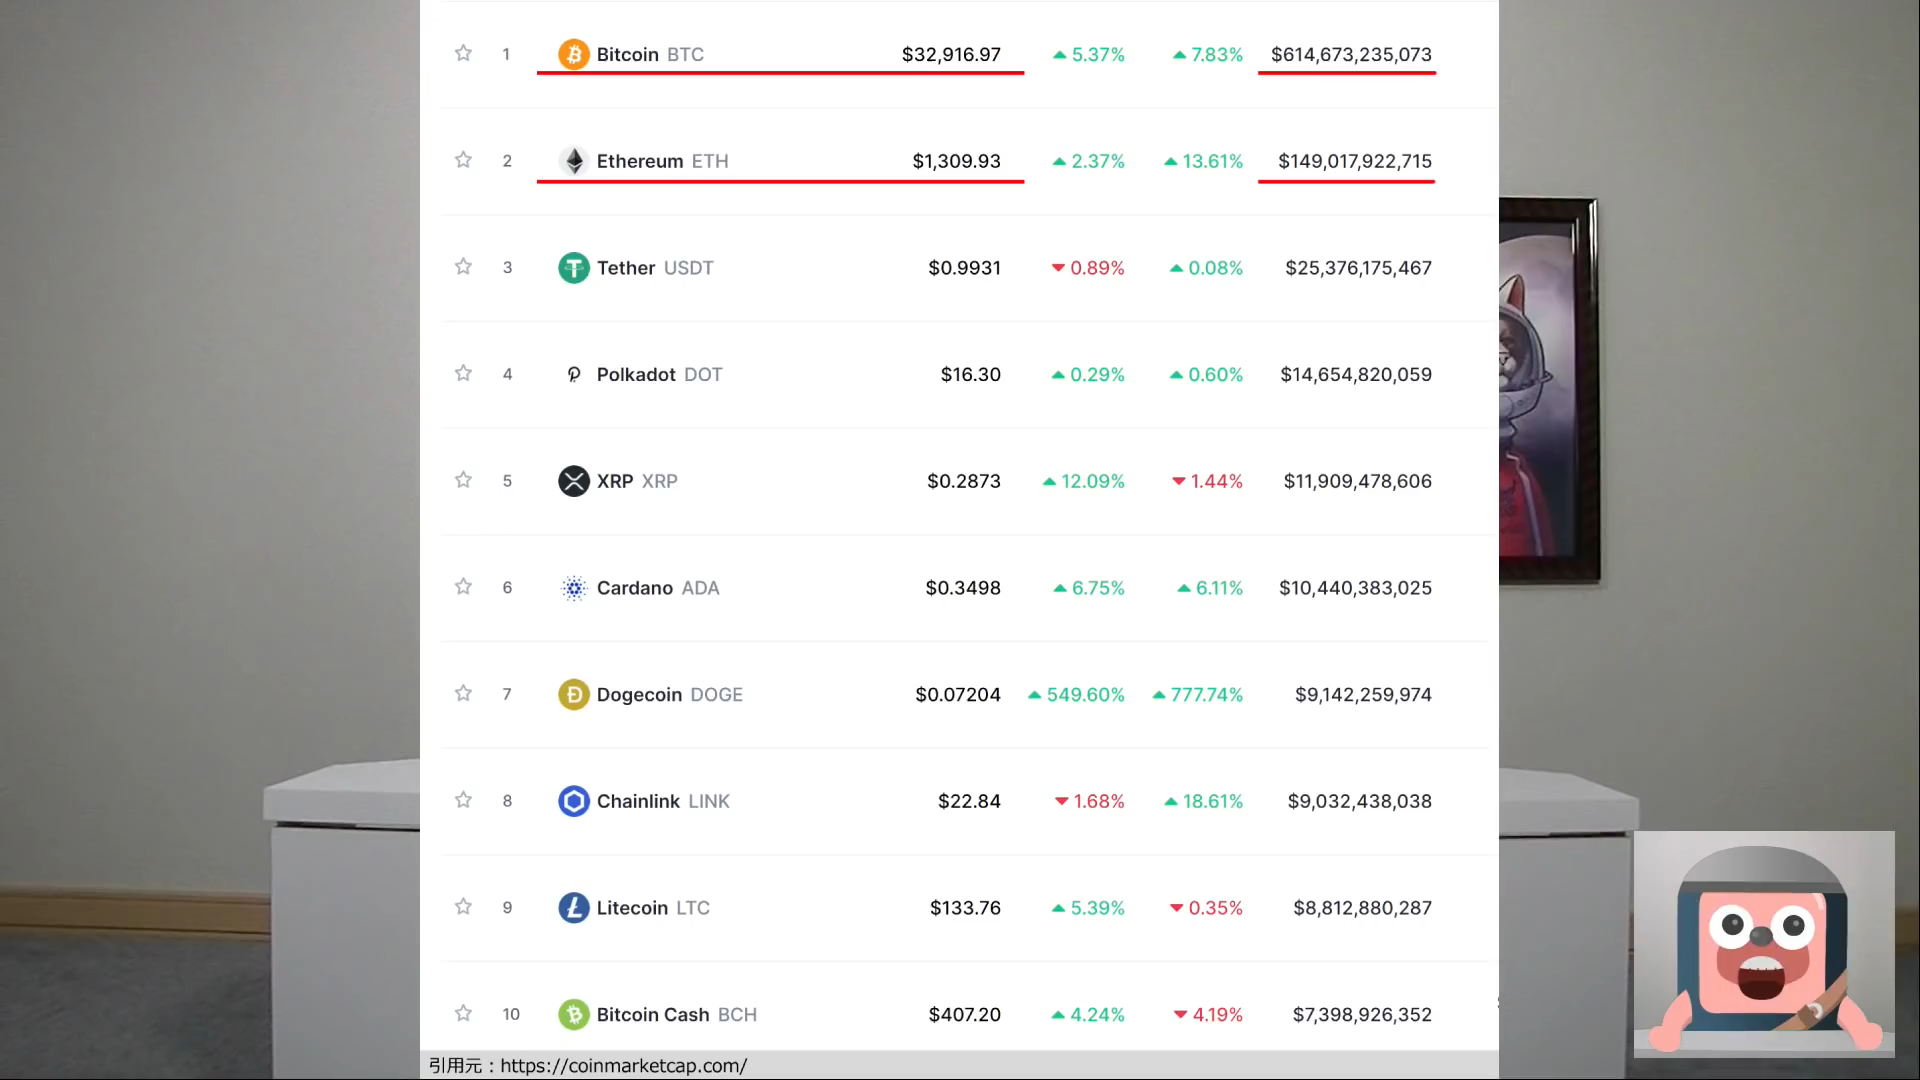 1 Bitcoin BTC $32,916.97 5.37% 7.83% $614,673,235,073
2 Ethereum ETH $1,309.93 2.37% 13.61% $149,017,922,715
3 Tether USDT $0.9931 0.89% 0.08% $25,376,175,467
4 Polkadot DOT $16.30 0.29% 0.60% $14,654,820,059
5 XRP XRP $0.2873 12.09% 1.44% $11,909,478,606
6 Cardano ADA $0.3498 6.75% 6.11% $10,440,383,025
7 Dogecoin DOGE $0.07204 549.60% 777.74% $9,142,259,974
8 Chainlink LINK $22.84 1.68% 18.61% $9,032,438,038
9 Litecoin LTC $133.76 5.39% 0.35% $8,812,880,287
10 Bitcoin Cash BCH $407.20 4.24% 4.19% $7,398,926,352
引用元：https://coinmarketcap.com/